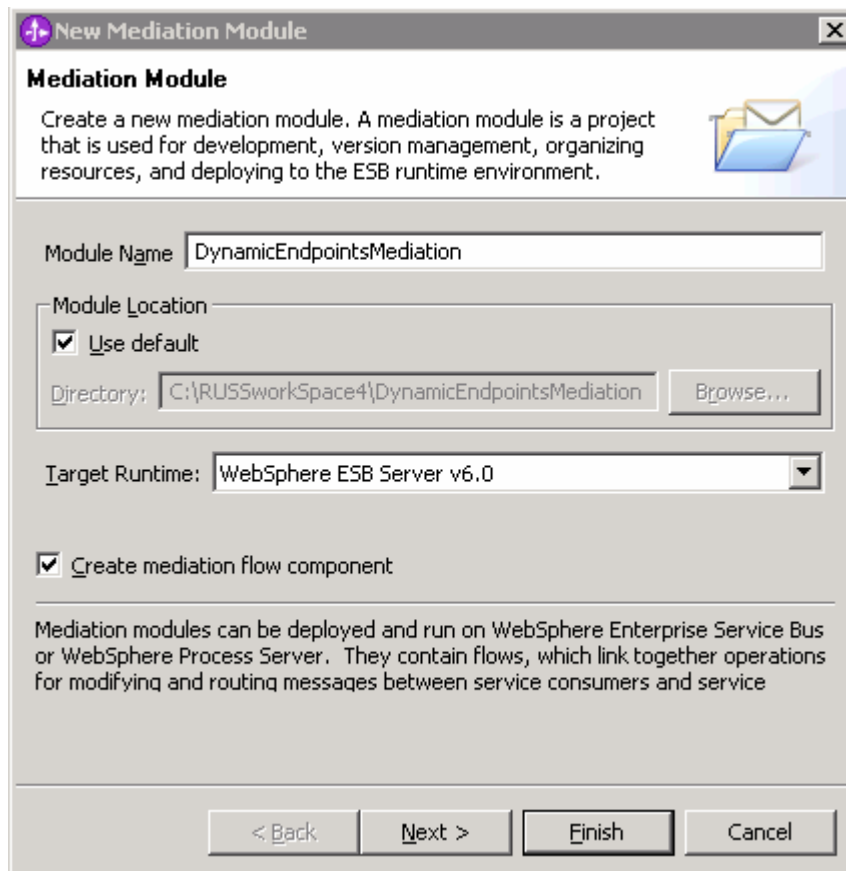 New Mediation Module
Mediation Module
Create a new mediation module. A mediation module is a project
that is used for development, version management, organizing
resources, and deploying to the ESB runtime environment.
Module Name DynamicEndpointsMediation
Module Location
Use default
Directory: C:\RUSSworkSpace4\DynamicEndpointsMediation Browse...
Target Runtime: WebSphere ESB Server v6.0
Create mediation flow component
Mediation modules can be deployed and run on WebSphere Enterprise Service Bus
or WebSphere Process Server. They contain flows, which link together operations
for modifying and routing messages between service consumers and service
< Back Next > Finish Cancel